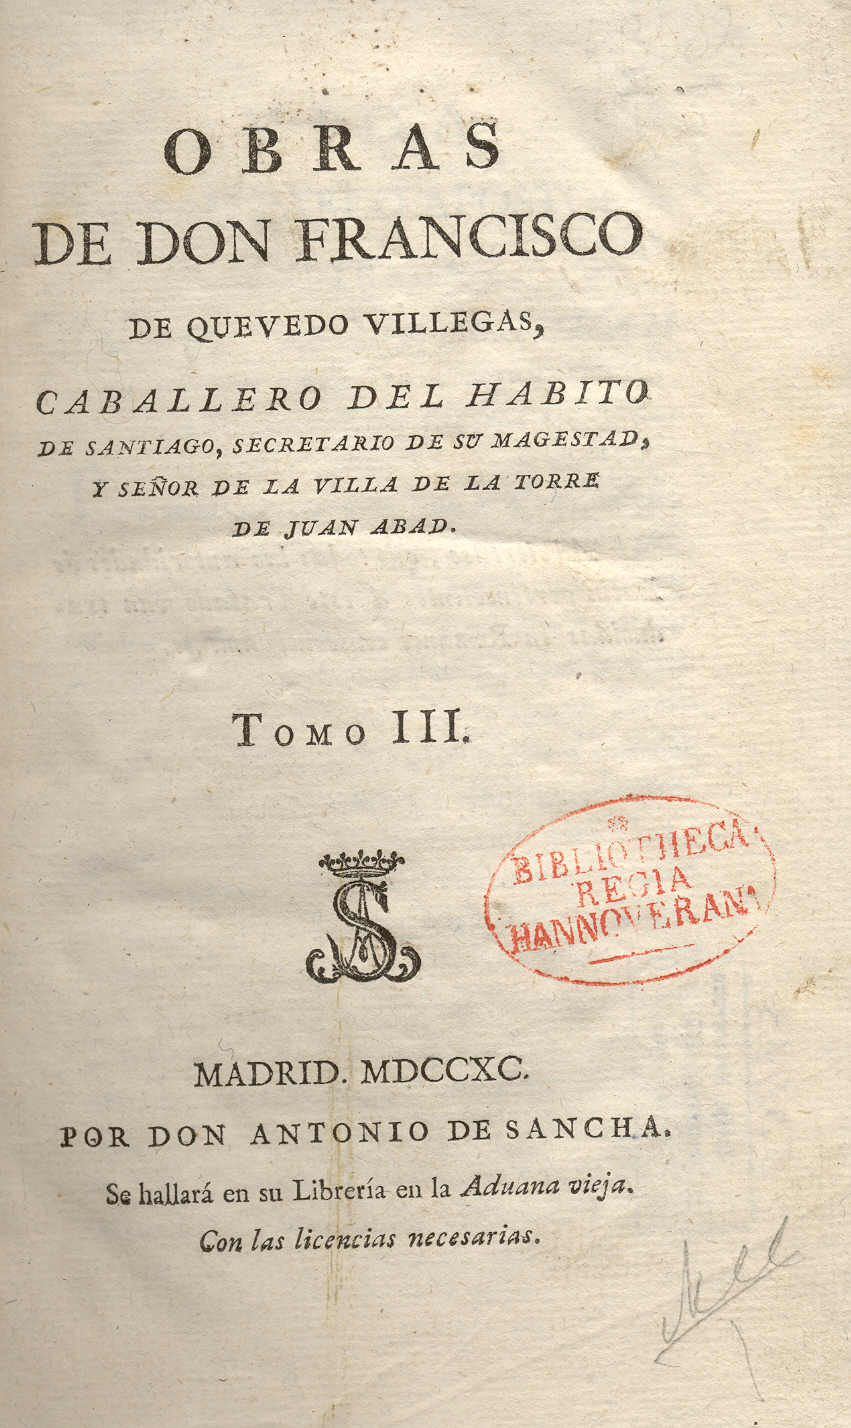 OBRAS
DE DON FRANCISCO
DE QUEVEDO VILLEGAS,
CABALLERO DEL HABITO
DE SANTIAGO, SECRETARIO DE SU MAGESTAD,
Y SEÑOR DE LA VILLA DE LA TORRE
DE JUAN ABAD.
TOMO III.
BIBLIOTHECA
REGIA
HANNOVERANA
MADRID. MDCCXC.
POR DON ANTONIO DE SANCHA.
Se hallará en su Librería en la Aduana vieja.
Con las licencias necesarias.